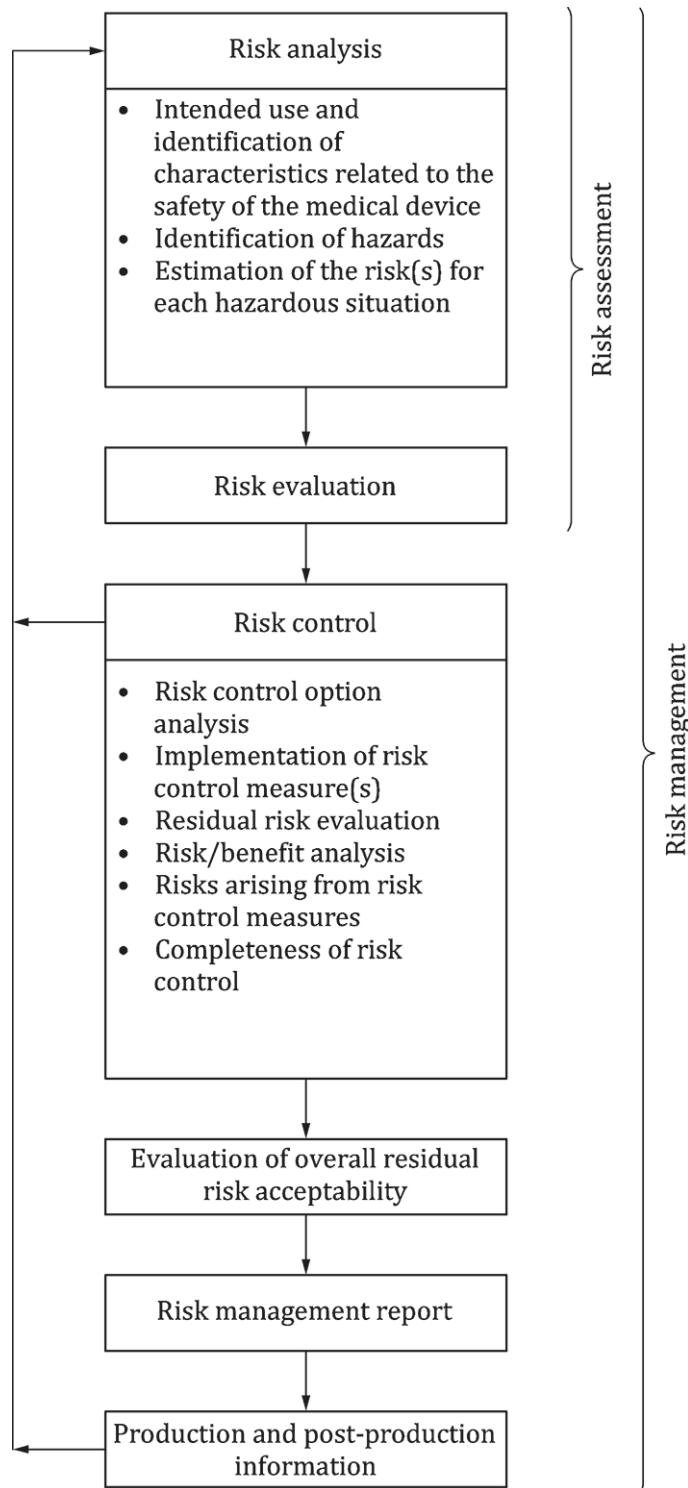 Risk analysis
• Intended use and
identification of
characteristics related to the
safety of the medical device
• Identification of hazards
• Estimation of the risk(s) for
each hazardous situation
Risk evaluation
Risk assessment
Risk control
• Risk control option
analysis
• Implementation of risk
control measure(s)
• Residual risk evaluation
• Risk/benefit analysis
• Risks arising from risk
control measures
• Completeness of risk
control
Evaluation of overall residual
risk acceptability
Risk management report
Production and post-production
information
Risk management